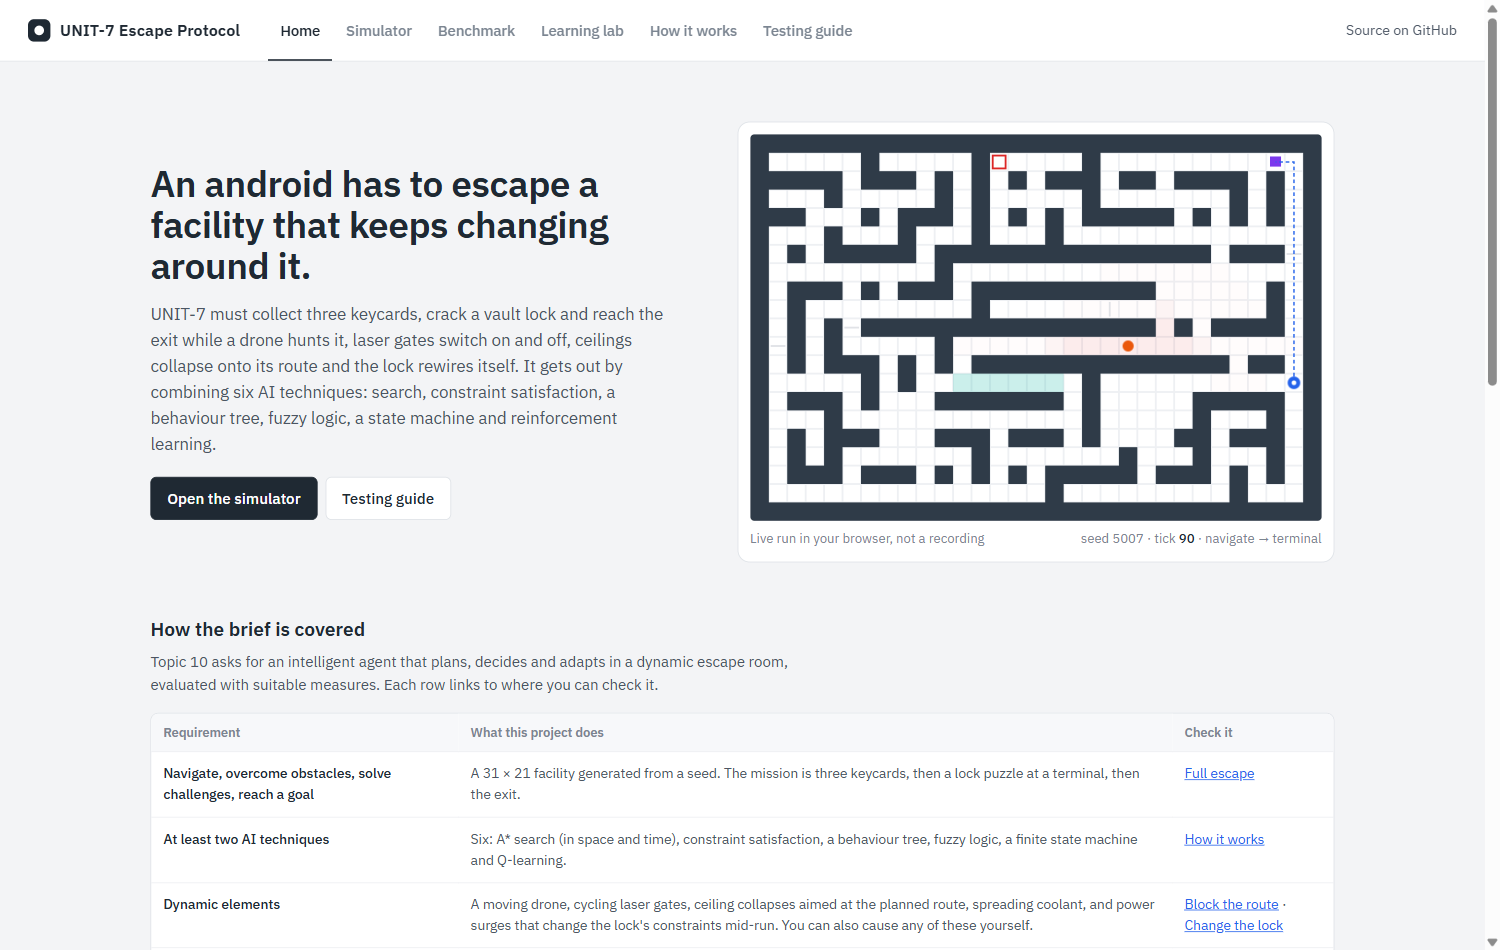 UNIT-7 Escape Protocol
Home
Simulator
Benchmark
Learning lab
How it works
Testing guide
Source on GitHub
An android has to escape a
facility that keeps changing
around it.
UNIT-7 must collect three keycards, crack a vault lock and reach the
exit while a drone hunts it, laser gates switch on and off, ceilings
collapse onto its route and the lock rewires itself. It gets out by
combining six AI techniques: search, constraint satisfaction, a
behaviour tree, fuzzy logic, a state machine and reinforcement
learning.
Open the simulator
Testing guide
Live run in your browser, not a recording
seed 5007 · tick 90 · navigate → terminal
How the brief is covered
Topic 10 asks for an intelligent agent that plans, decides and adapts in a dynamic escape room,
evaluated with suitable measures. Each row links to where you can check it.
Requirement
What this project does
Check it
Navigate, overcome obstacles, solve
challenges, reach a goal
A 31 × 21 facility generated from a seed. The mission is three keycards, then a lock puzzle at a terminal, then
the exit.
Full escape
At least two AI techniques
Six: A* search (in space and time), constraint satisfaction, a behaviour tree, fuzzy logic, a finite state machine
and Q-learning.
How it works
Dynamic elements
A moving drone, cycling laser gates, ceiling collapses aimed at the planned route, spreading coolant, and power
surges that change the lock's constraints mid-run. You can also cause any of these yourself.
Block the route ·
Change the lock